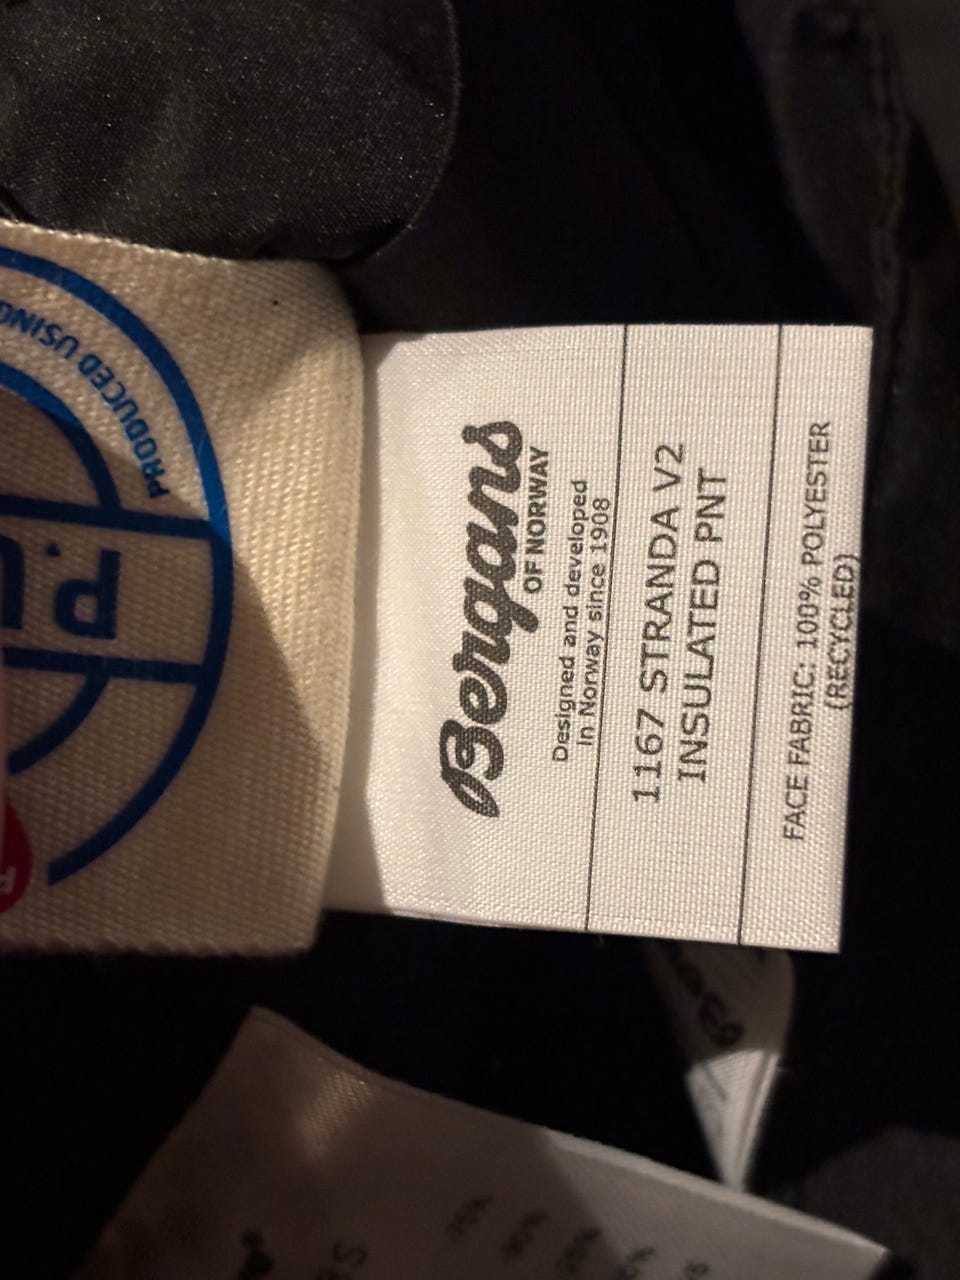 Bergans
OF NORWAY
Designed and developed
in Norway since 1908
1167 STRANDA V2
INSULATED PNT
FACE FABRIC: 100% POLYESTER
(RECYCLED)
PRODUCED USING
P.U